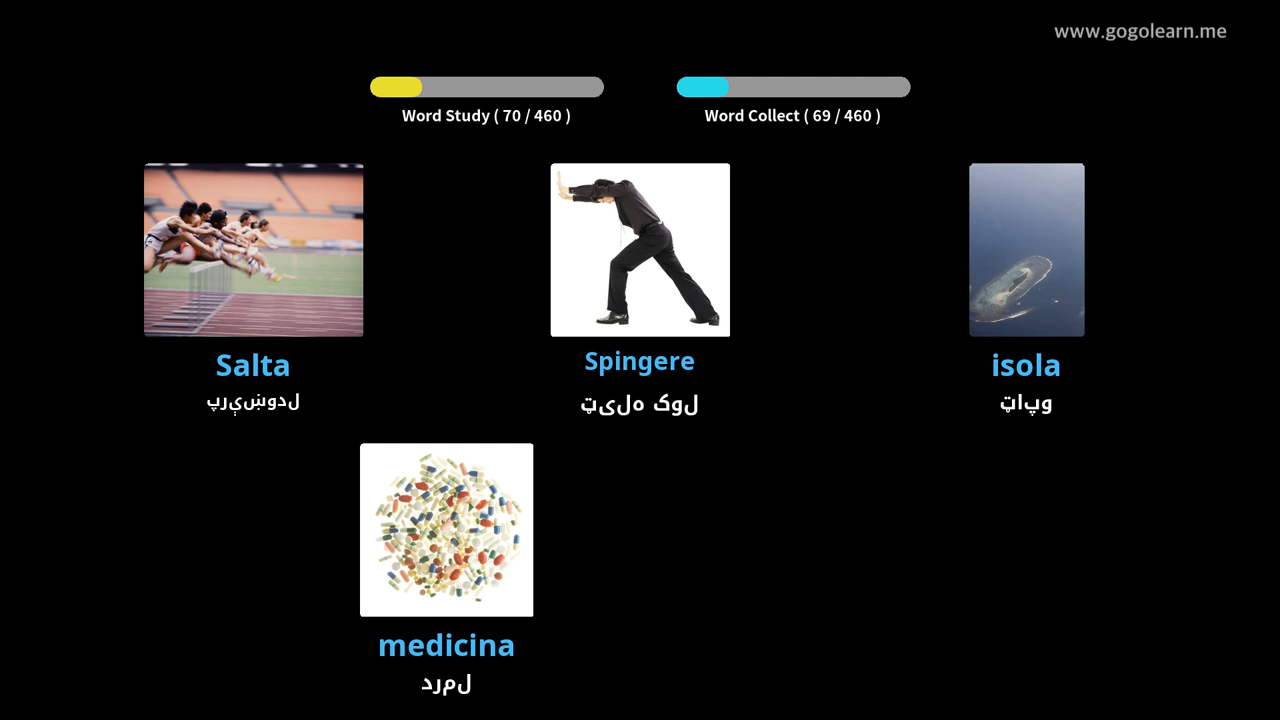 www.gogolearn.me
Word Study ( 70 / 460 )
Word Collect ( 69 / 460 )
Salta
لدوښېرپ
Spingere
لوک هلیټ
isola
وپاټ
medicina
لمرد